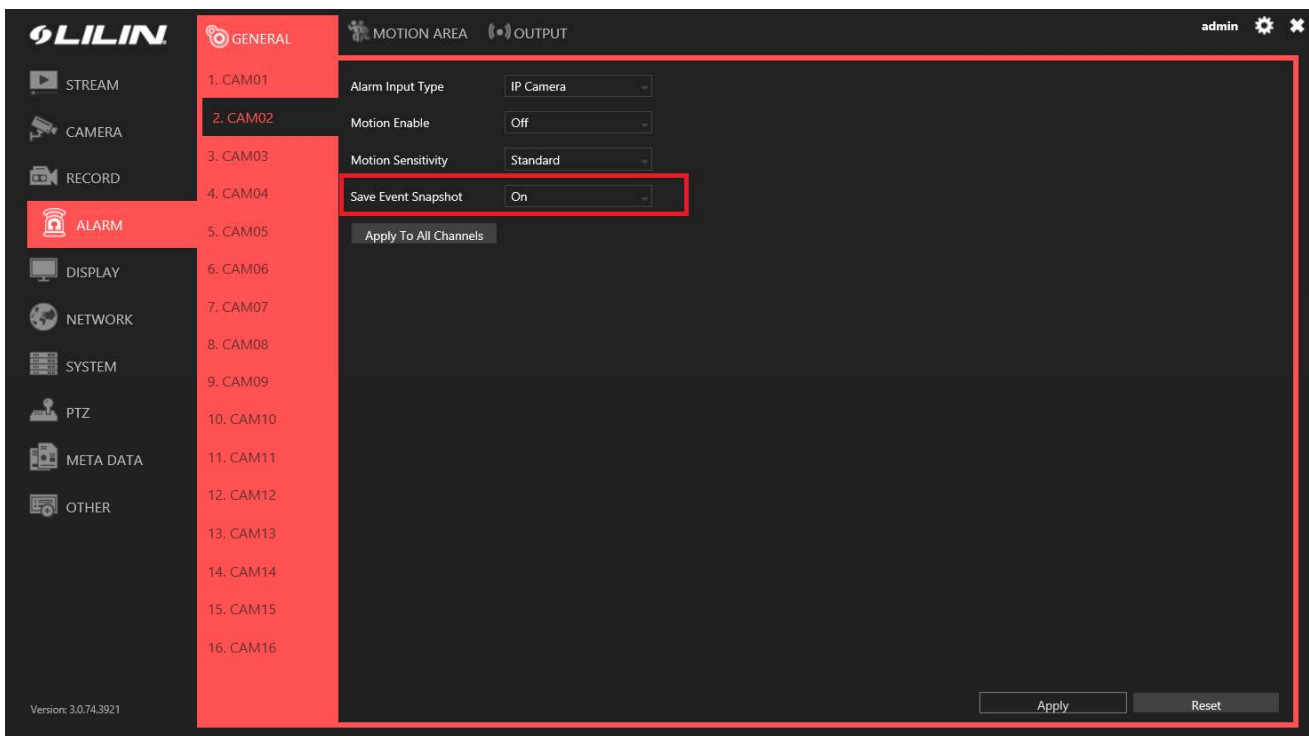 LILIN
STREAM
CAMERA
RECORD
ALARM
DISPLAY
NETWORK
SYSTEM
PTZ
META DATA
OTHER
Version: 3.0.74.3921
GENERAL
1. CAM01
2. CAM02
3. CAM03
4. CAM04
5. CAM05
6. CAM06
7. CAM07
8. CAM08
9. CAM09
10. CAM10
11. CAM11
12. CAM12
13. CAM13
14. CAM14
15. CAM15
16. CAM16
MOTION AREA OUTPUT
admin
Alarm Input Type IP Camera
Motion Enable Off
Motion Sensitivity Standard
Save Event Snapshot On
Apply To All Channels
Apply Reset